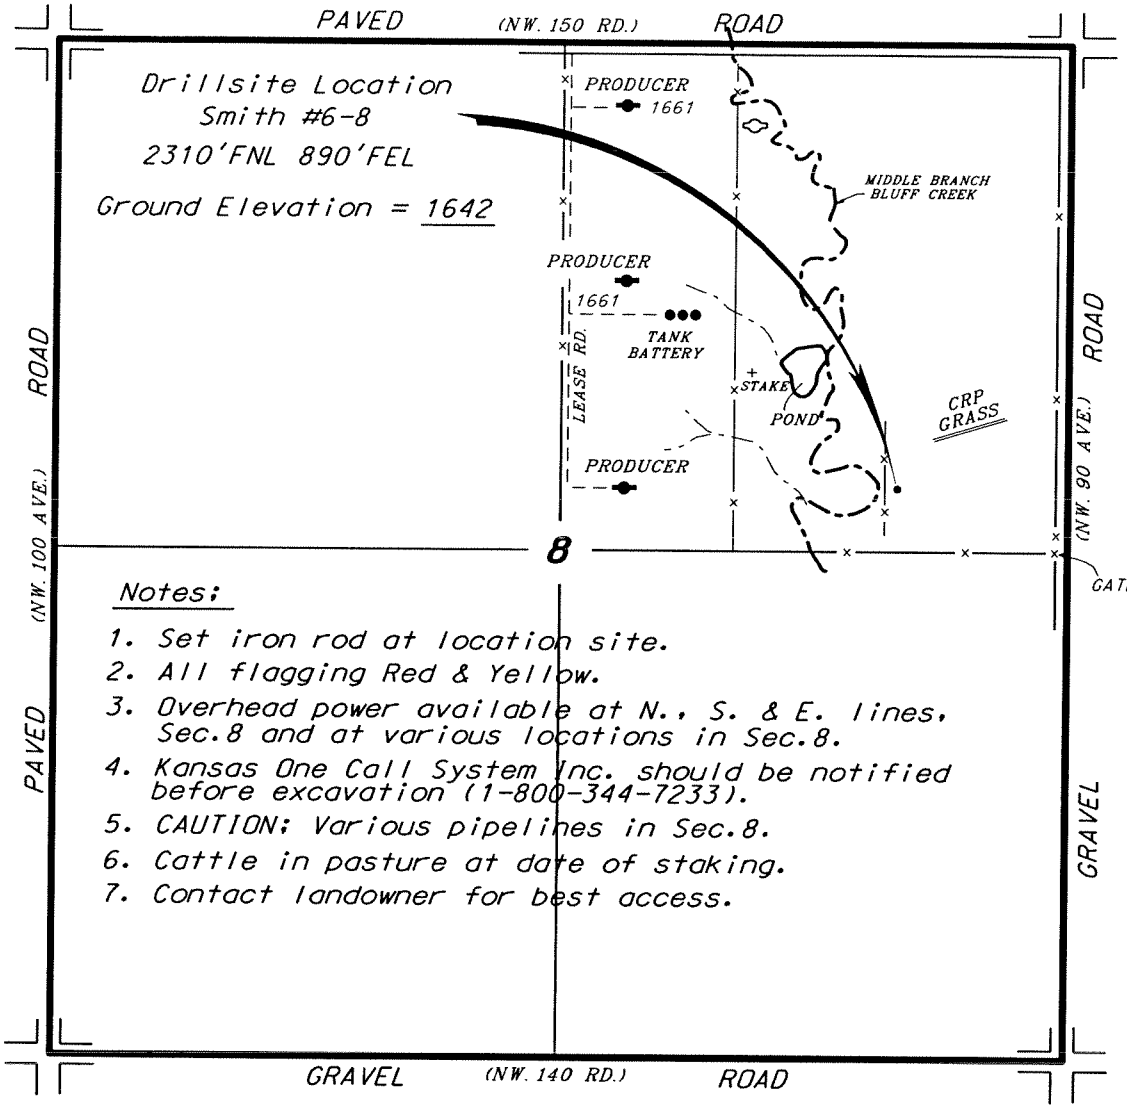 PAVED (NW. 150 RD.) ROAD
Drillsite Location
Smith #6-8
2310'FNL 890'FEL
Ground Elevation = 1642
PRODUCER
1661
MIDDLE BRANCH
BLUFF CREEK
PRODUCER
1661
TANK
BATTERY
LEASE RD.
STAKE
POND
CRP
GRASS
PRODUCER
ROAD
(NW. 100 AVE.)
PAVED
ROAD
(NW. 90 AVE.)
GRAVEL
8
GATE
Notes:
1. Set iron rod at location site.
2. All flagging Red & Yellow.
3. Overhead power available at N., S. & E. lines,
Sec.8 and at various locations in Sec.8.
4. Kansas One Call System Inc. should be notified
before excavation (1-800-344-7233).
5. CAUTION: Various pipelines in Sec.8.
6. Cattle in pasture at date of staking.
7. Contact landowner for best access.
GRAVEL (NW. 140 RD.) ROAD